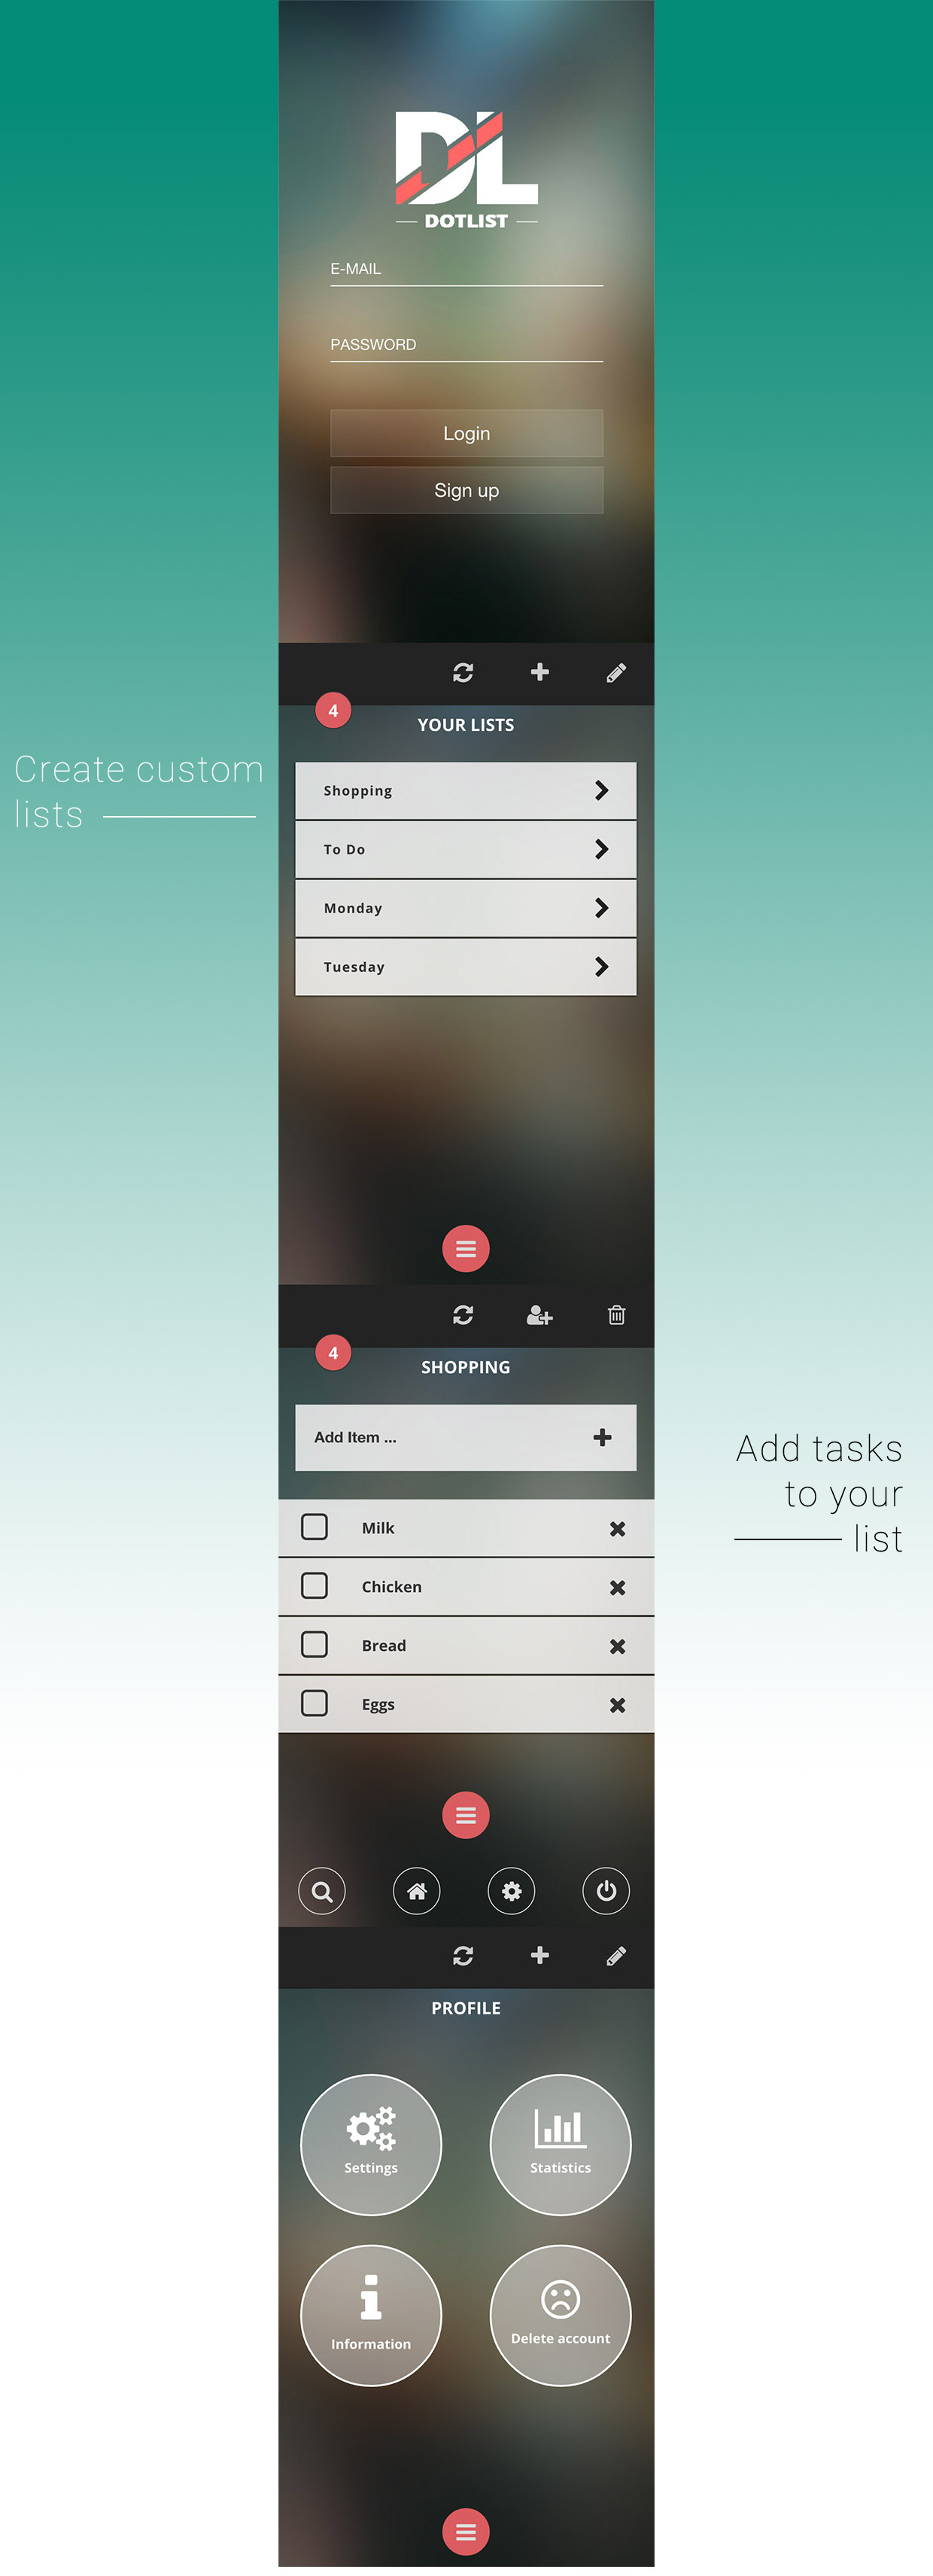 DL
DOTLIST
E-MAIL
PASSWORD
Login
Sign up
4
YOUR LISTS
Create custom
lists
Shopping
To Do
Monday
Tuesday
4
SHOPPING
Add Item ...
Add tasks
to your
list
Milk
Chicken
Bread
Eggs
PROFILE
Settings
Statistics
Information
Delete account